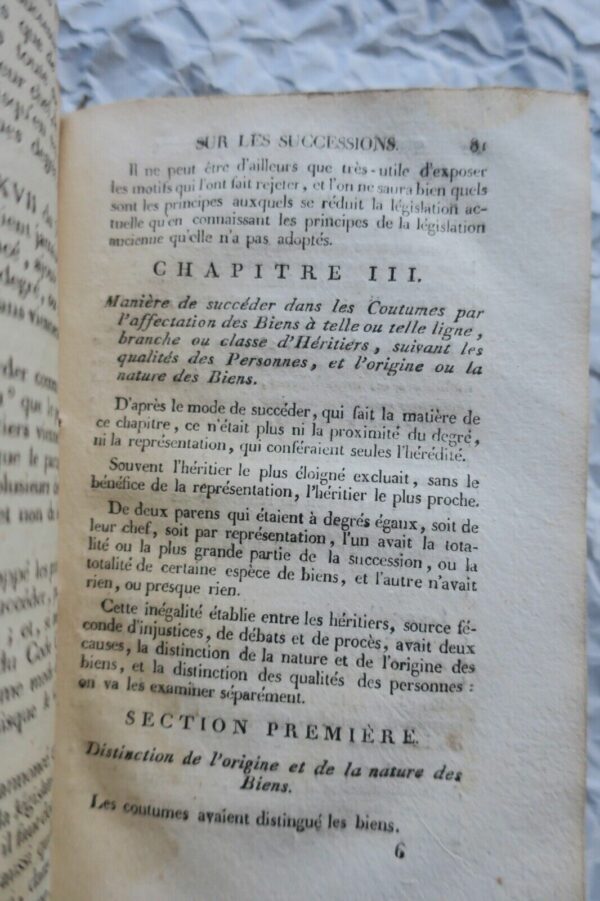 SUR LES SUCCESSIONS. 81
Il ne peut être d'ailleurs que très-utile d'exposer
les motifs qui l'ont fait rejeter, et l'on ne saura bien quels
sont les principes auxquels se réduit la législation ac-
tuelle qu'en connaissant les principes de la législation
ancienne qu'elle n'a pas adoptés.
CHAPITRE III.
Manière de succéder dans les Coutumes par
l'affectation des Biens à telle ou telle ligne,
branche ou classe d'Héritiers, suivant les
qualités des Personnes, et l'origine ou la
nature des Biens.
D'après le mode de succéder, qui fait la matière de
ce chapitre, ce n'était plus ni la proximité du degré,
ni la représentation, qui conféraient seules l'hérédité.
Souvent l'héritier le plus éloigné excluait, sans le
bénéfice de la représentation, l'héritier le plus proche.
De deux parens qui étaient à degrés égaux, soit de
leur chef, soit par représentation, l'un avait la tota-
lité ou la plus grande partie de la succession, ou la
totalité de certaine espèce de biens, et l'autre n'avait
rien, ou presque rien.
Cette inégalité établie entre les héritiers, source fé-
conde d'injustices, de débats et de procès, avait deux
causes, la distinction de la nature et de l'origine des
biens, et la distinction des qualités des personnes :
on va les examiner séparément.
SECTION PREMIÈRE.
Distinction de l'origine et de la nature des
Biens.
Les coutumes avaient distingué les biens.
6